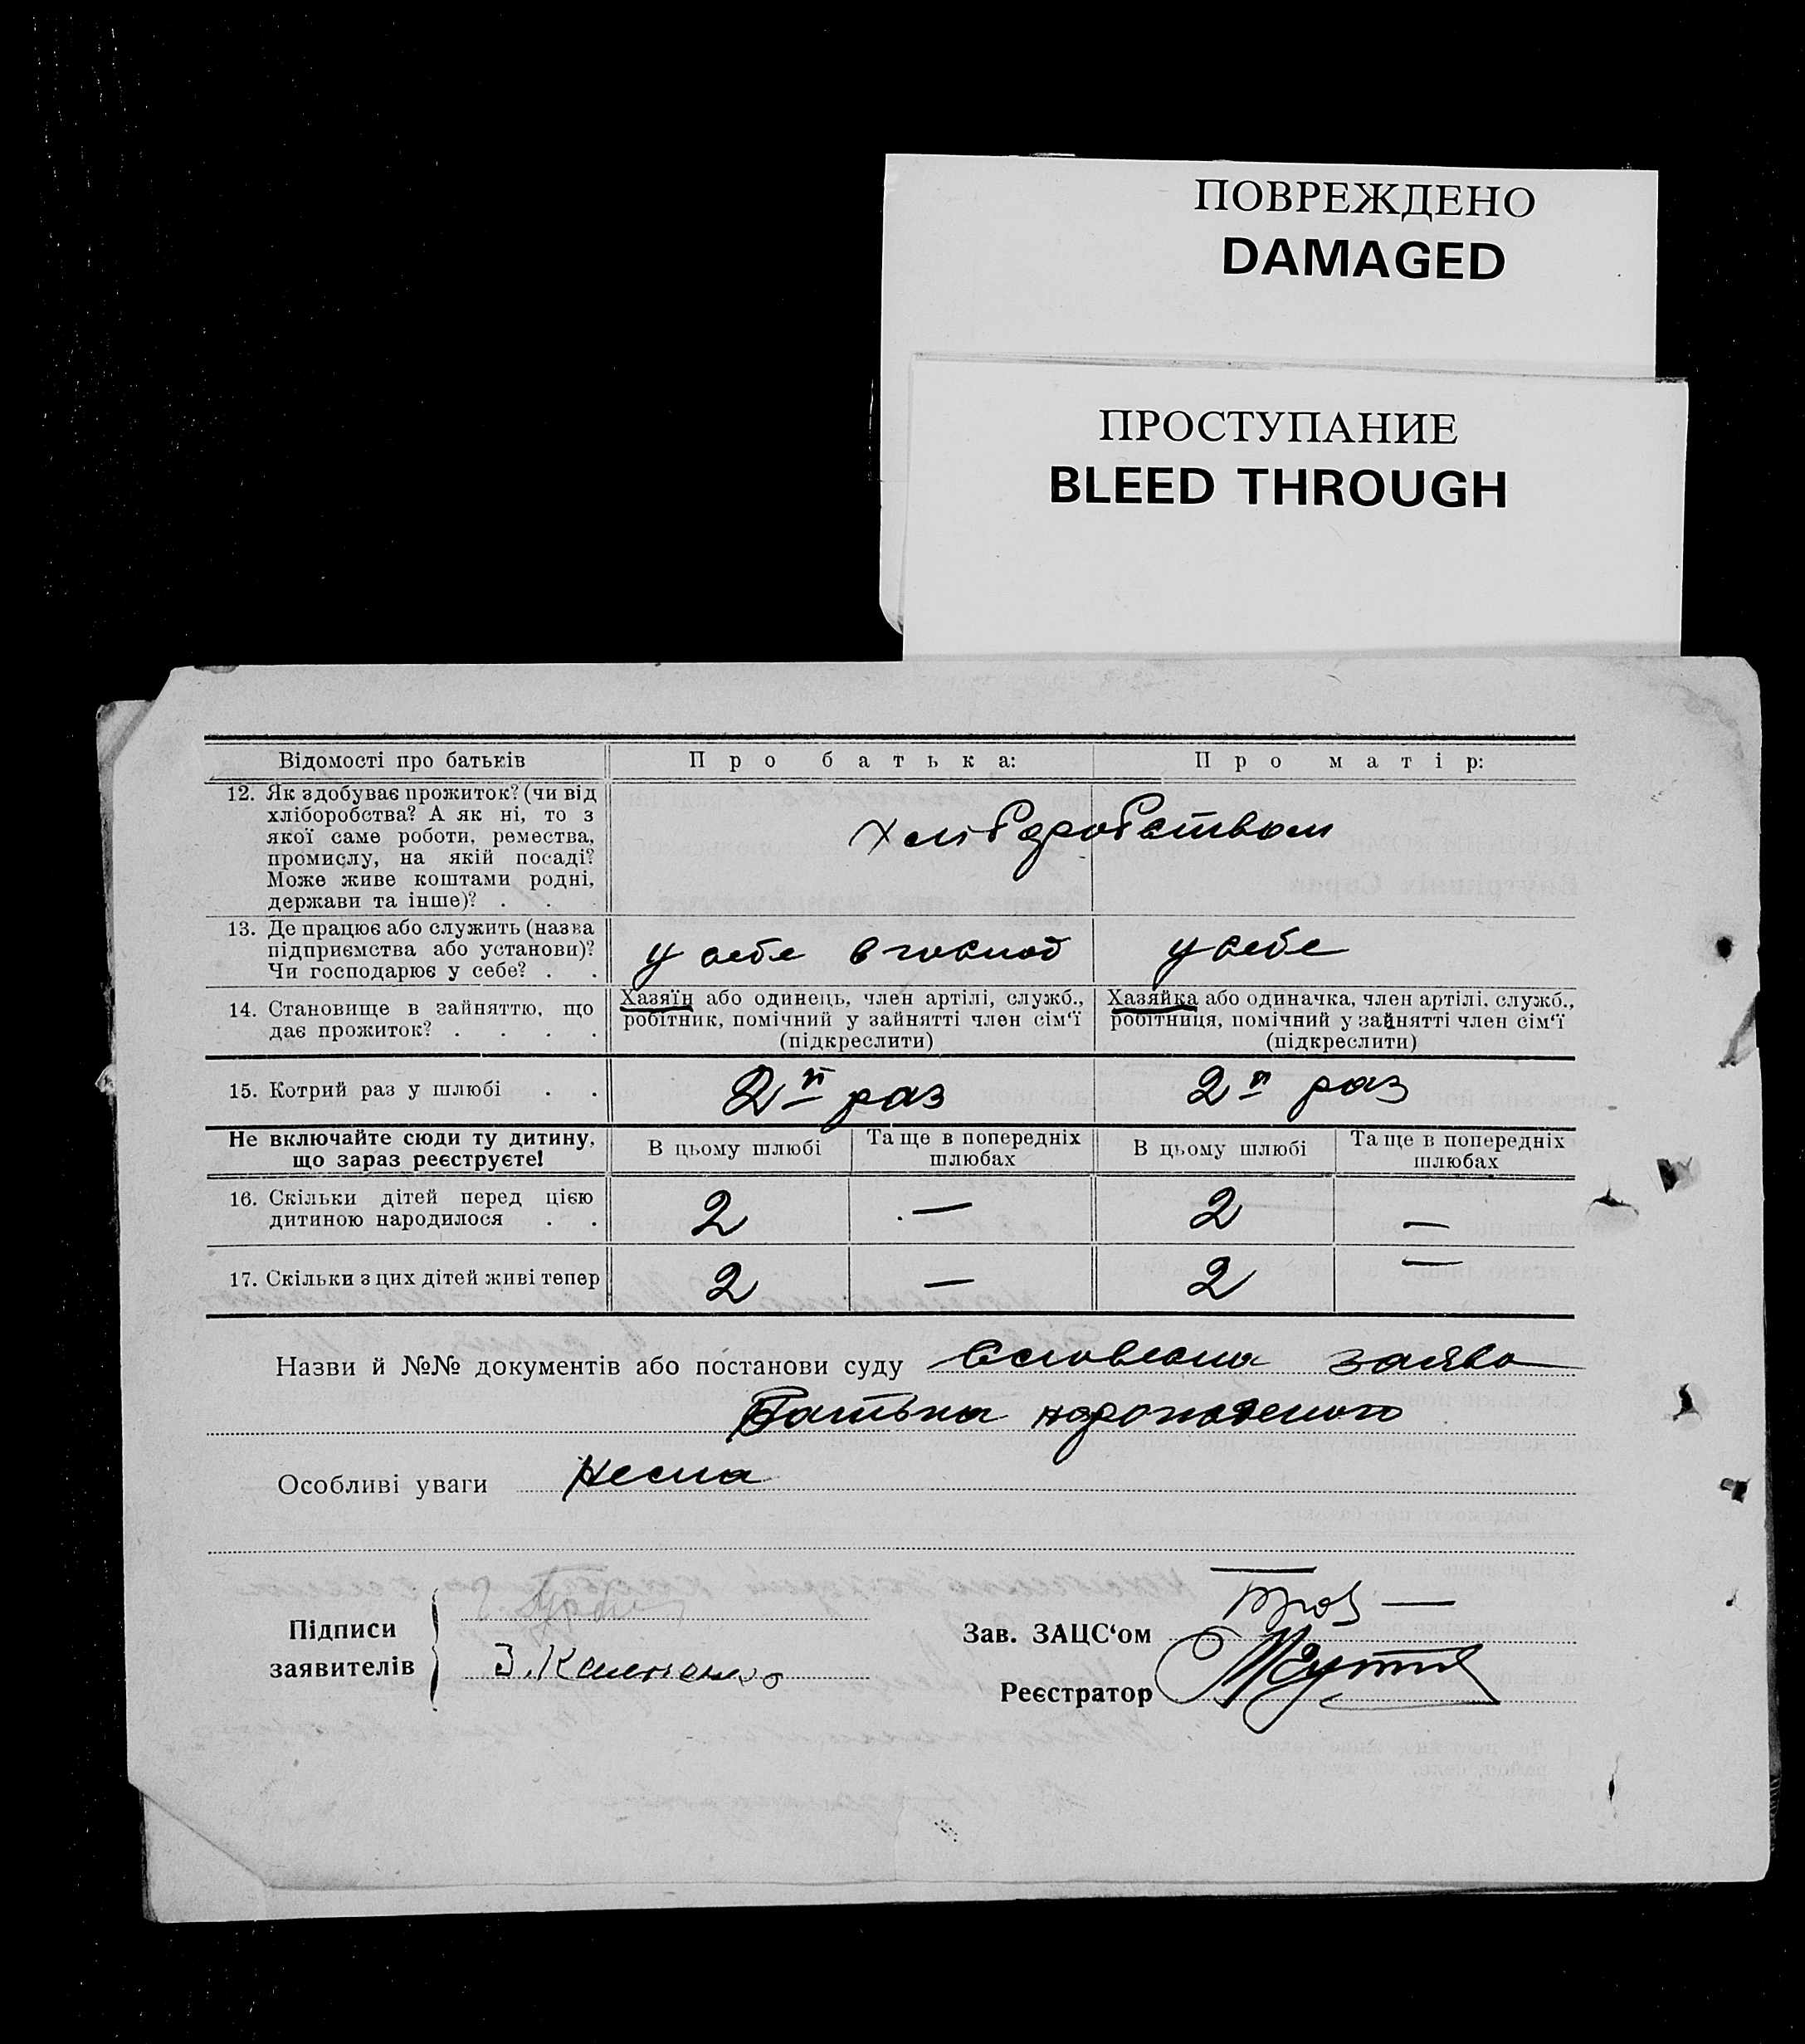 ПОВРЕЖДЕНО
DAMAGED
ПРОСТУПАНИЕ
BLEED THROUGH
Відомості про батьків
Про батька:
Про матір:
12. Як здобуває прожиток? (чи від
хліборобства? А як ні, то з
якої саме роботи, ремества,
промислу, на якій посаді?
Може живе коштами родні,
держави та інше)? . .
хліборобством
13. Де працює або служить (назва
підприємства або установи)?
Чи господарює у себе? . .
у себе в господ
у себе
14. Становище в зайняттю, що
дає прожиток? . . . .
Хазяїн або одинець, член артілі, служб.,
робітник, помічний у зайнятті член сім'ї
(підкреслити)
Хазяйка або одиначка, член артілі, служб.,
робітниця, помічний у зайнятті член сім'ї
(підкреслити)
15. Котрий раз у шлюбі . .
2й раз
2й раз
Не включайте сюди ту дитину,
що зараз реєструєте!
В цьому шлюбі
Та ще в попередніх
шлюбах
В цьому шлюбі
Та ще в попередніх
шлюбах
16. Скільки дітей перед цією
дитиною народилося . .
2
—
2
—
17. Скільки з цих дітей живі тепер
2
—
2
—
Назви й №№ документів або постанови суду Словесна заява
Батька народженого
Особливі уваги Нема
Підписи
заявителів
З.
Зав. ЗАЦС'ом
Реєстратор